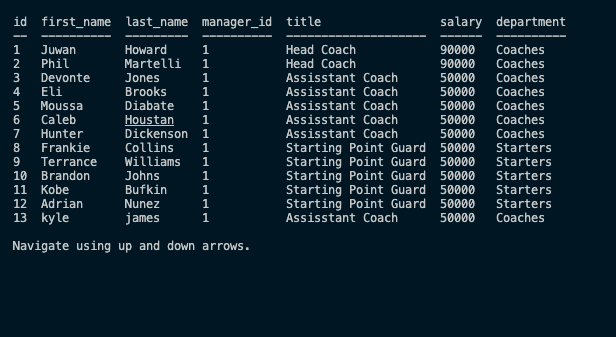 id  first_name  last_name  manager_id  title                 salary  department
--  ----------  ---------  ----------  --------------------  ------  ----------
1   Juwan       Howard     1           Head Coach            90000   Coaches
2   Phil        Martelli   1           Head Coach            90000   Coaches
3   Devonte     Jones      1           Assisstant Coach      50000   Coaches
4   Eli         Brooks     1           Assisstant Coach      50000   Coaches
5   Moussa      Diabate    1           Assisstant Coach      50000   Coaches
6   Caleb       Houstan    1           Assisstant Coach      50000   Coaches
7   Hunter      Dickenson  1           Assisstant Coach      50000   Coaches
8   Frankie     Collins    1           Starting Point Guard  50000   Starters
9   Terrance    Williams   1           Starting Point Guard  50000   Starters
10  Brandon     Johns      1           Starting Point Guard  50000   Starters
11  Kobe        Bufkin     1           Starting Point Guard  50000   Starters
12  Adrian      Nunez      1           Starting Point Guard  50000   Starters
13  kyle        james      1           Assisstant Coach      50000   Coaches
Navigate using up and down arrows.